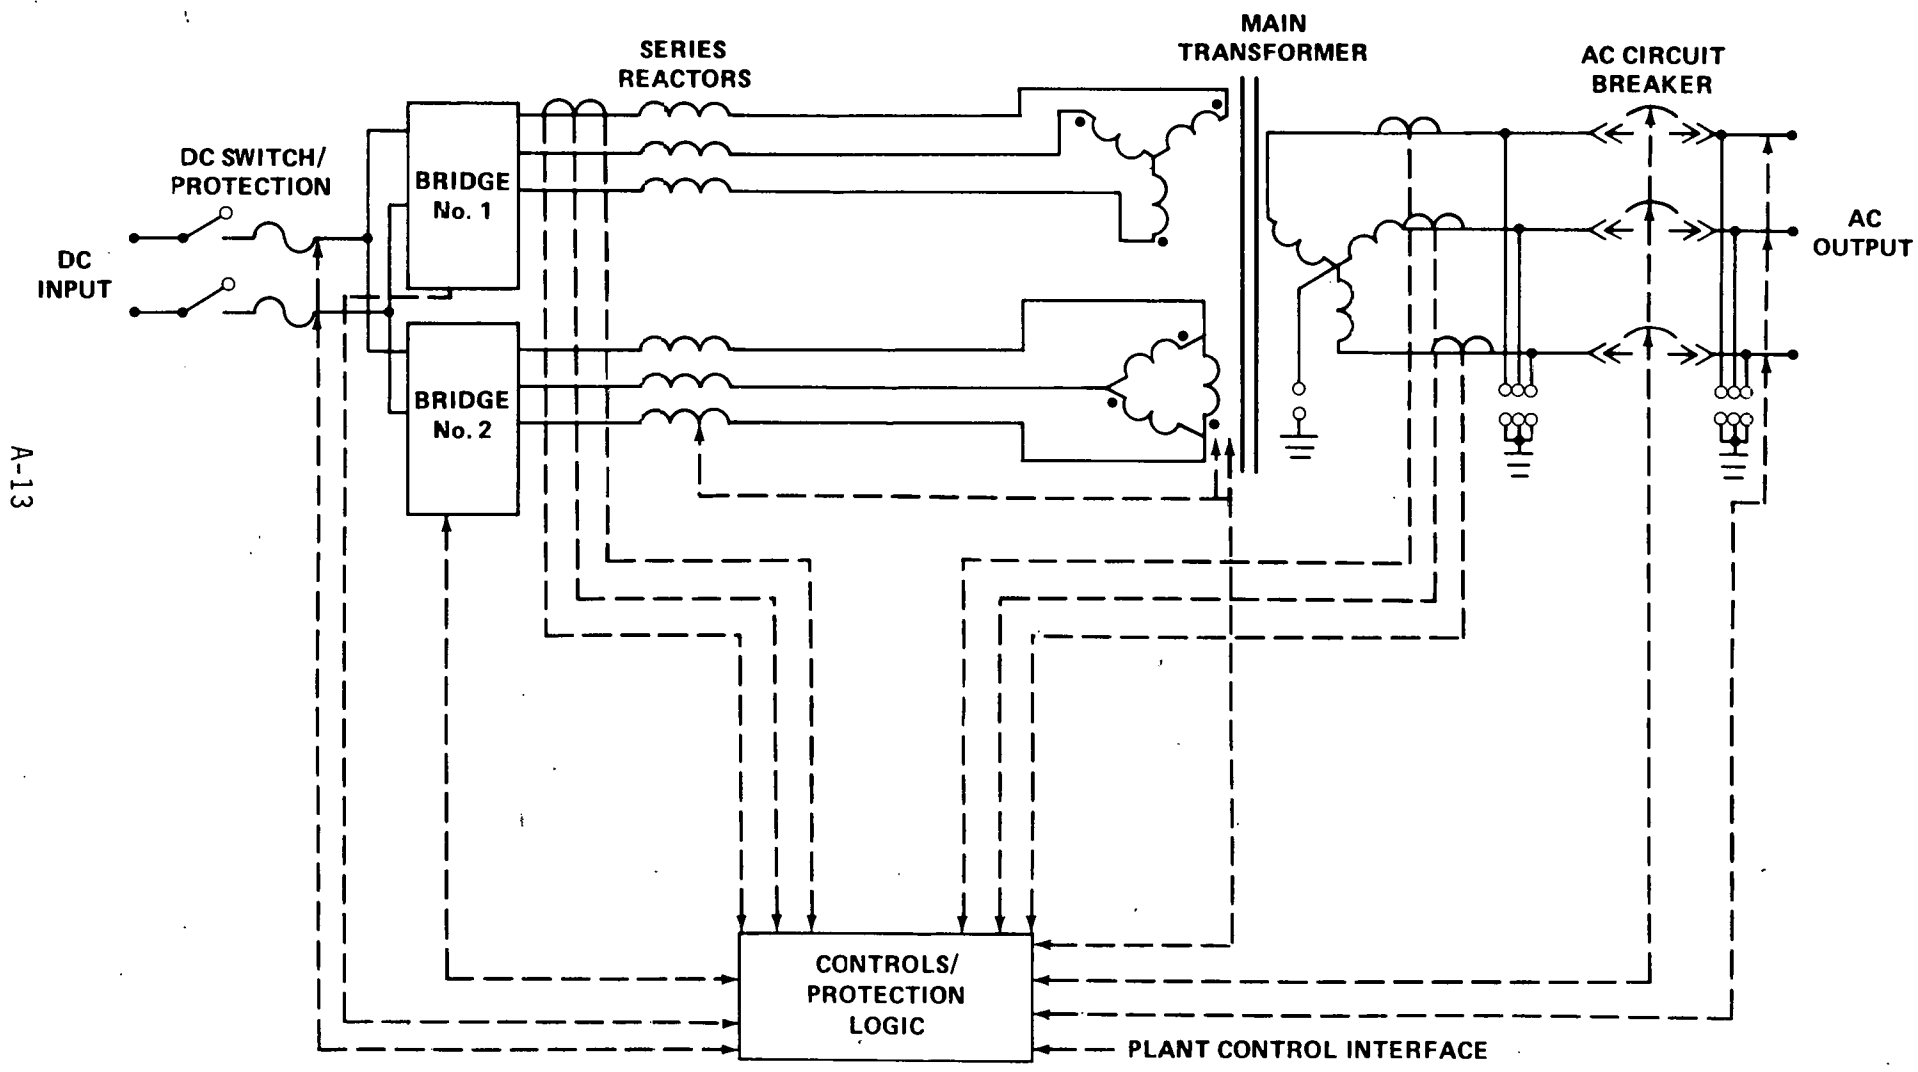 MAIN
TRANSFORMER
SERIES
REACTORS
AC CIRCUIT
BREAKER
DC SWITCH/
PROTECTION
BRIDGE
No. 1
DC
INPUT
AC
OUTPUT
BRIDGE
No. 2
A-13
CONTROLS/
PROTECTION
LOGIC
PLANT CONTROL INTERFACE